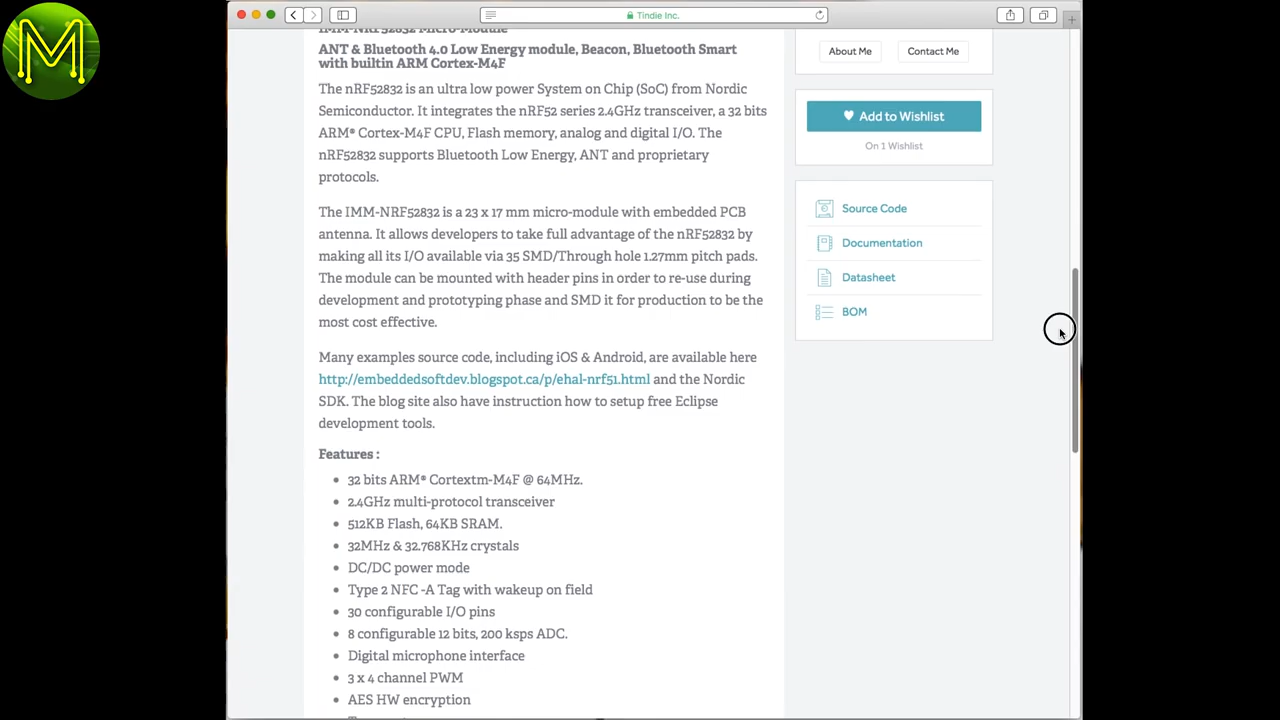 M
Tindie Inc.
IMM-NRF52832 Micro-Module
ANT & Bluetooth 4.0 Low Energy module, Beacon, Bluetooth Smart
with builtin ARM Cortex-M4F
The nRF52832 is an ultra low power System on Chip (SoC) from Nordic
Semiconductor. It integrates the nRF52 series 2.4GHz transceiver, a 32 bits
ARM® Cortex-M4F CPU, Flash memory, analog and digital I/O. The
nRF52832 supports Bluetooth Low Energy, ANT and proprietary
protocols.
The IMM-NRF52832 is a 23 x 17 mm micro-module with embedded PCB
antenna. It allows developers to take full advantage of the nRF52832 by
making all its I/O available via 35 SMD/Through hole 1.27mm pitch pads.
The module can be mounted with header pins in order to re-use during
development and prototyping phase and SMD it for production to be the
most cost effective.
Many examples source code, including iOS & Android, are available here
http://embeddedsoftdev.blogspot.ca/p/ehal-nrf51.html and the Nordic
SDK. The blog site also have instruction how to setup free Eclipse
development tools.
Features :
• 32 bits ARM® Cortextm-M4F @ 64MHz.
• 2.4GHz multi-protocol transceiver
• 512KB Flash, 64KB SRAM.
• 32MHz & 32.768KHz crystals
• DC/DC power mode
• Type 2 NFC -A Tag with wakeup on field
• 30 configurable I/O pins
• 8 configurable 12 bits, 200 ksps ADC.
• Digital microphone interface
• 3 x 4 channel PWM
• AES HW encryption
About Me
Contact Me
Add to Wishlist
On 1 Wishlist
Source Code
Documentation
Datasheet
BOM